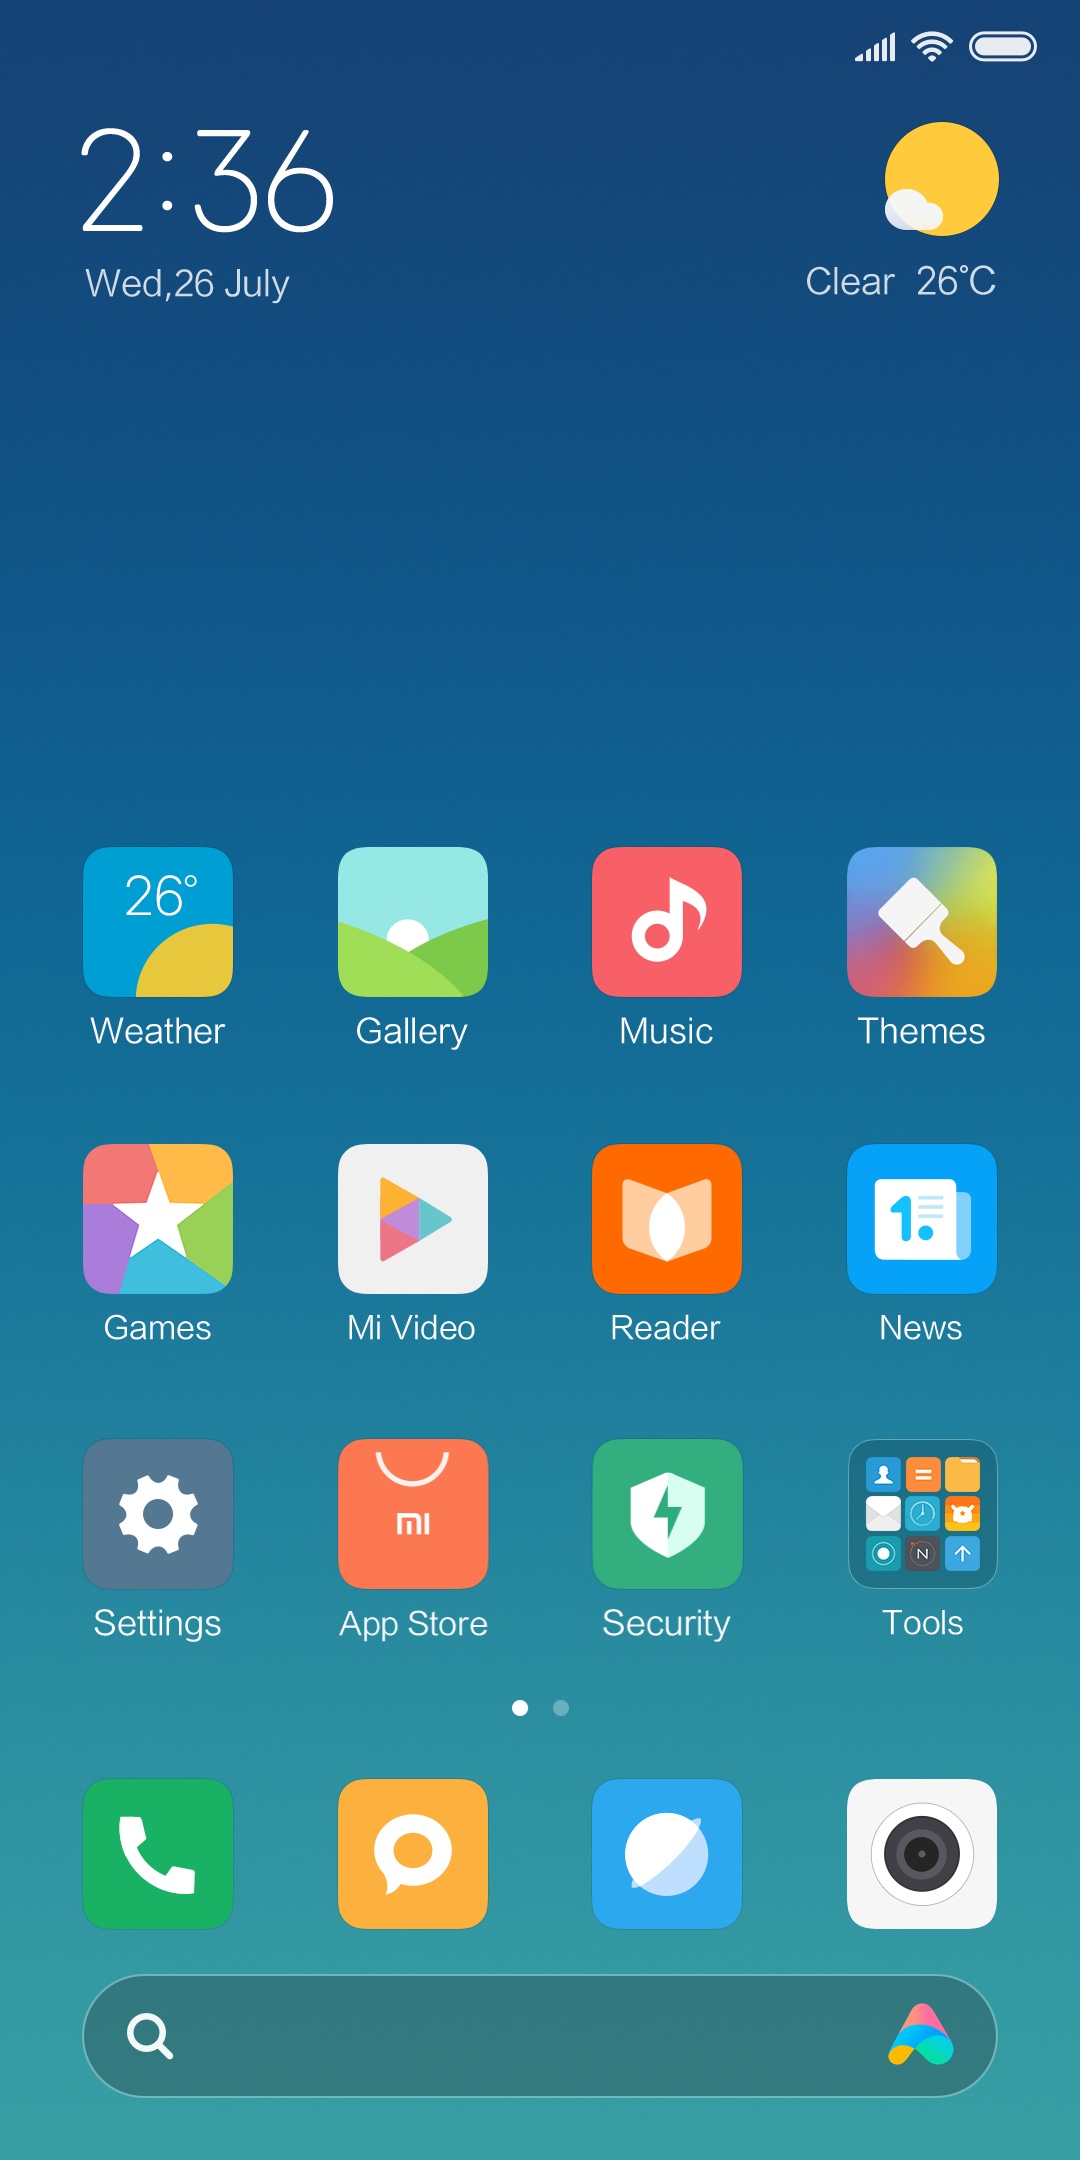 2:36
Wed,26 July
Clear 26°C
26°
Weather
Gallery
Music
Themes
1.
Games
Mi Video
Reader
News
mi
N
Settings
App Store
Security
Tools